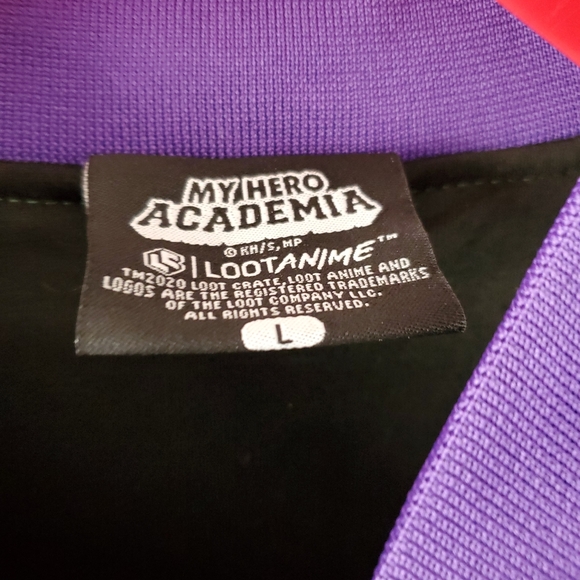 MY HERO
ACADEMIA
© KH/S, MP
LS | LOOTANIME™
TM2020 LOOT CRATE, LOOT ANIME AND
LOGOS ARE THE REGISTERED TRADEMARKS
OF THE LOOT COMPANY LLC.
ALL RIGHTS RESERVED.
L